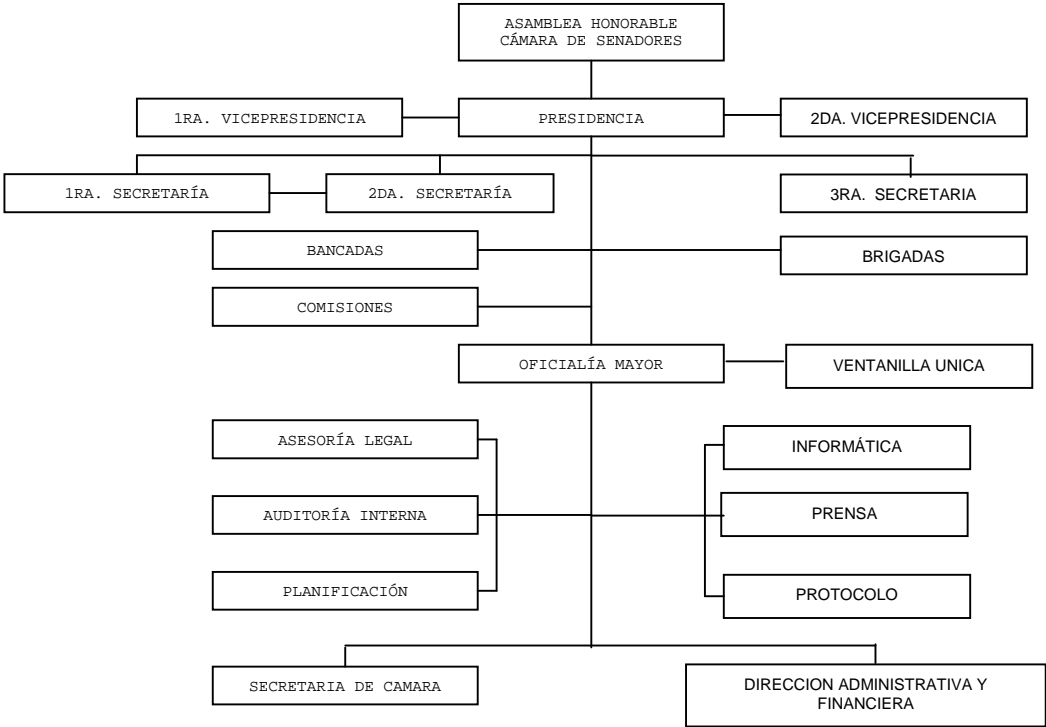 ASAMBLEA HONORABLE
CÁMARA DE SENADORES
1RA. VICEPRESIDENCIA
PRESIDENCIA
2DA. VICEPRESIDENCIA
1RA. SECRETARÍA
2DA. SECRETARÍA
3RA. SECRETARIA
BANCADAS
BRIGADAS
COMISIONES
OFICIALÍA MAYOR
VENTANILLA UNICA
ASESORÍA LEGAL
INFORMÁTICA
AUDITORÍA INTERNA
PRENSA
PLANIFICACIÓN
PROTOCOLO
SECRETARIA DE CAMARA
DIRECCION ADMINISTRATIVA Y
FINANCIERA